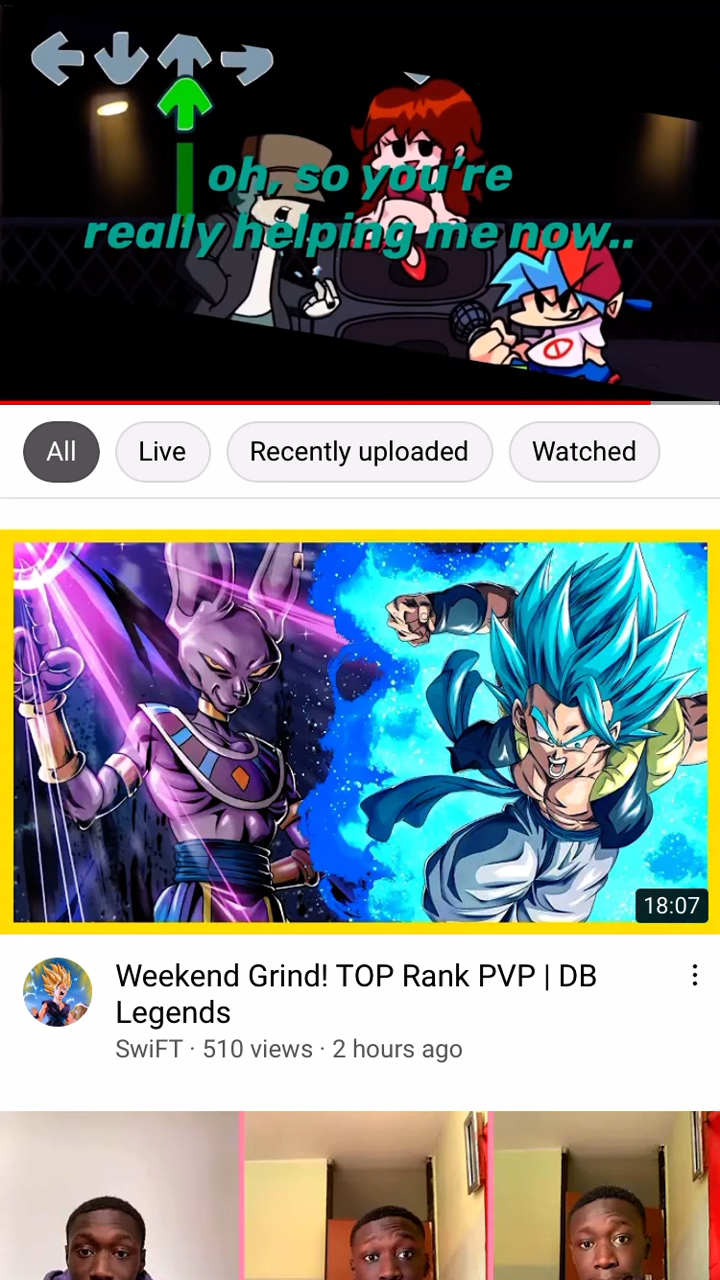 oh, so you're
really helping me now..
All
Live
Recently uploaded
Watched
18:07
Weekend Grind! TOP Rank PVP | DB
Legends
SwiFT · 510 views · 2 hours ago